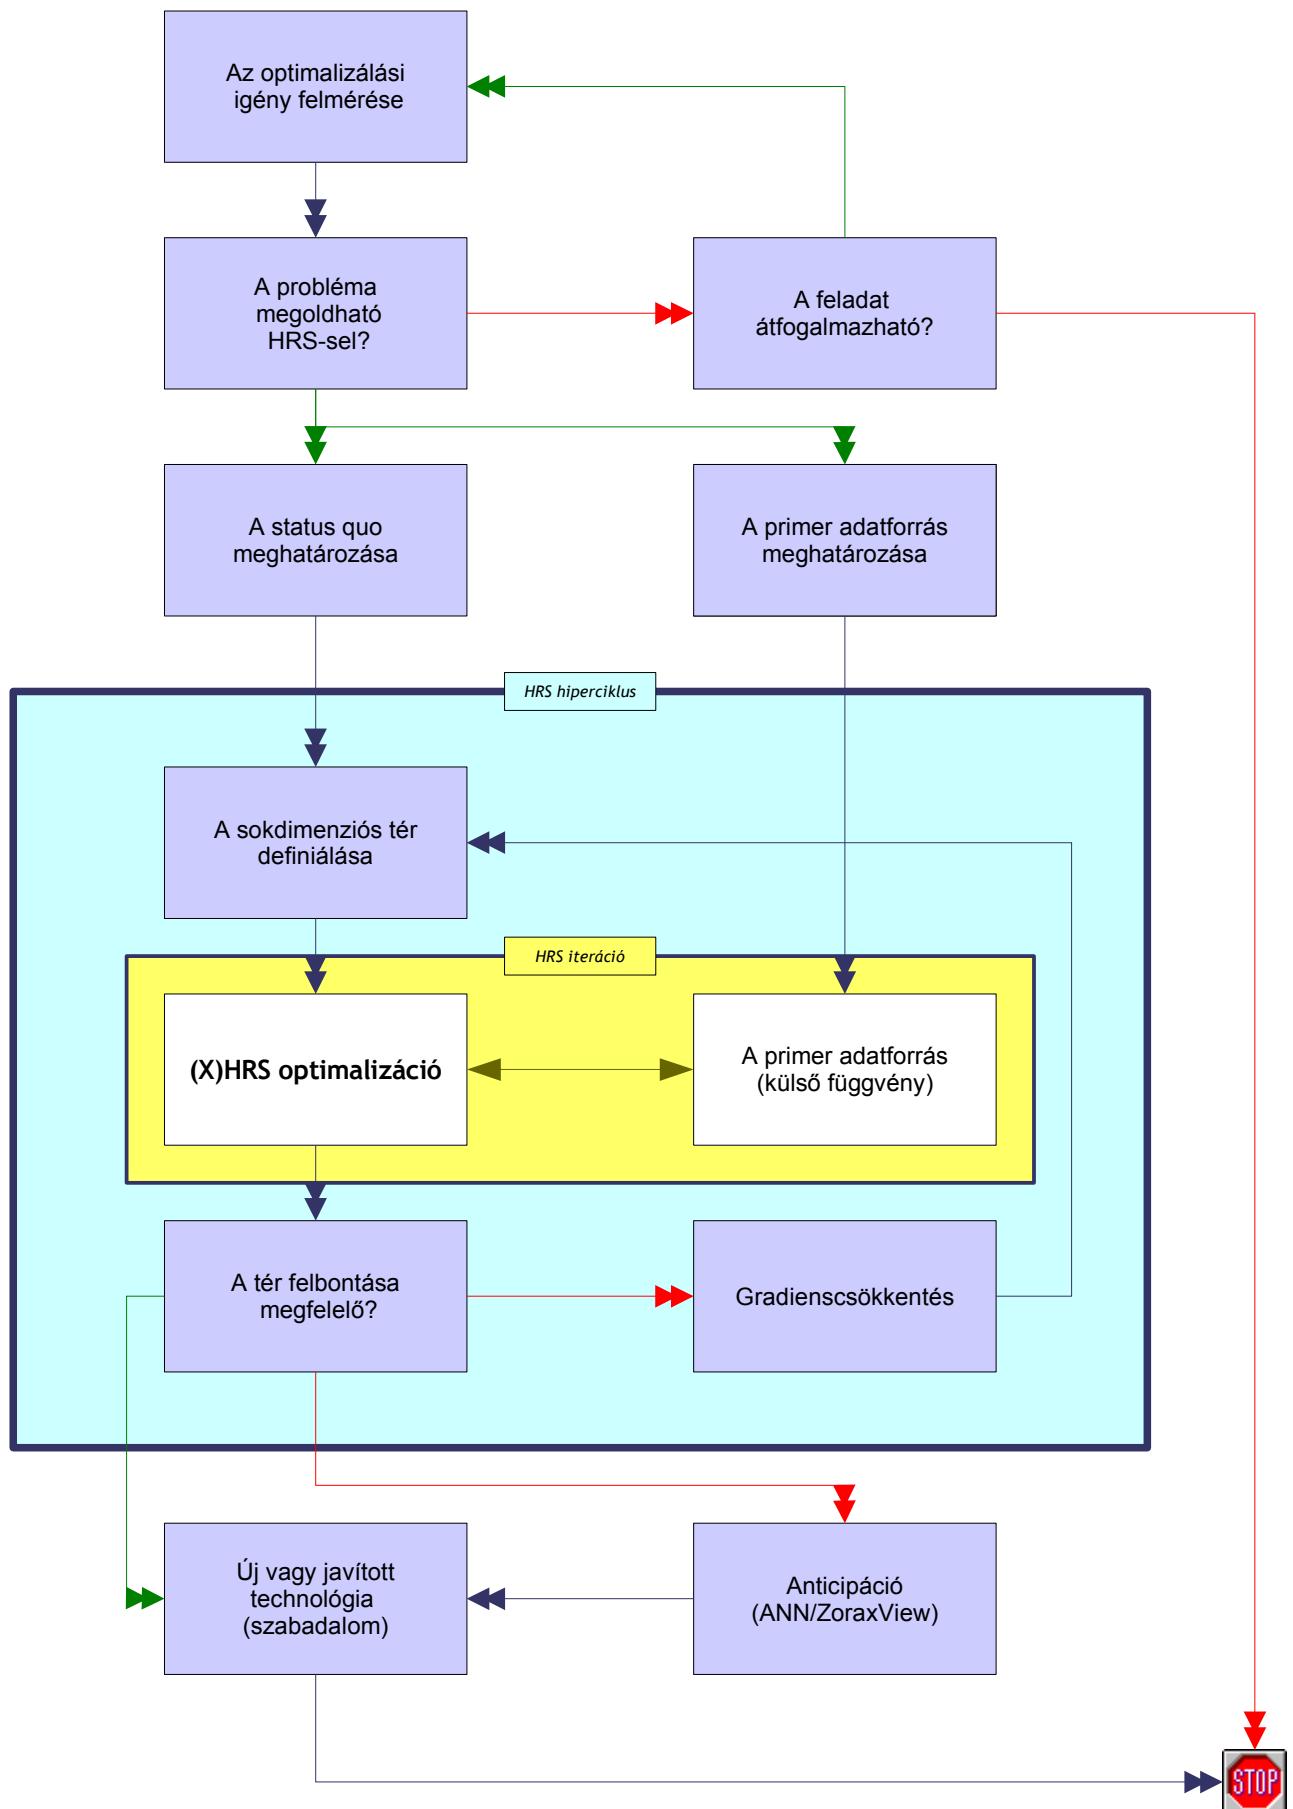 Az optimalizálási
igény felmérése
A probléma
megoldható
HRS-sel?
A feladat
átfogalmazható?
A status quo
meghatározása
A primer adatforrás
meghatározása
HRS hiperciklus
A sokdimenziós tér
definiálása
HRS iteráció
(X)HRS optimalizáció
A primer adatforrás
(külső függvény)
A tér felbontása
megfelelő?
Gradienscsökkentés
Új vagy javított
technológia
(szabadalom)
Anticipáció
(ANN/ZoraxView)
STOP